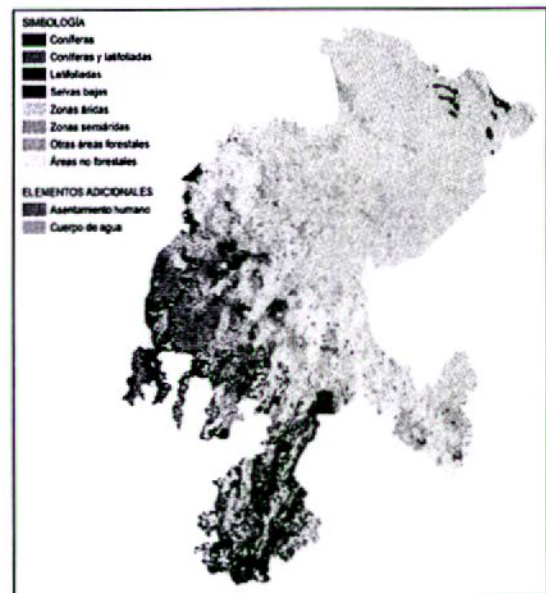 SIMBOLOGÍA
Coníferas
Coníferas y latifoliadas
Latifoliadas
Selvas bajas
Zonas áridas
Zonas semiáridas
Otras áreas forestales
Áreas no forestales
ELEMENTOS ADICIONALES
Asentamiento humano
Cuerpo de agua